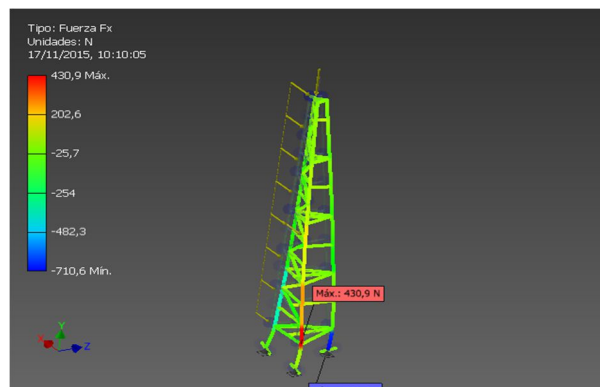 Tipo: Fuerza Fx
Unidades: N
17/11/2015, 10:10:05
430,9 Máx.
202,6
-25,7
-254
-482,3
-710,6 Mín.
Máx.: 430,9 N
X
Y
Z